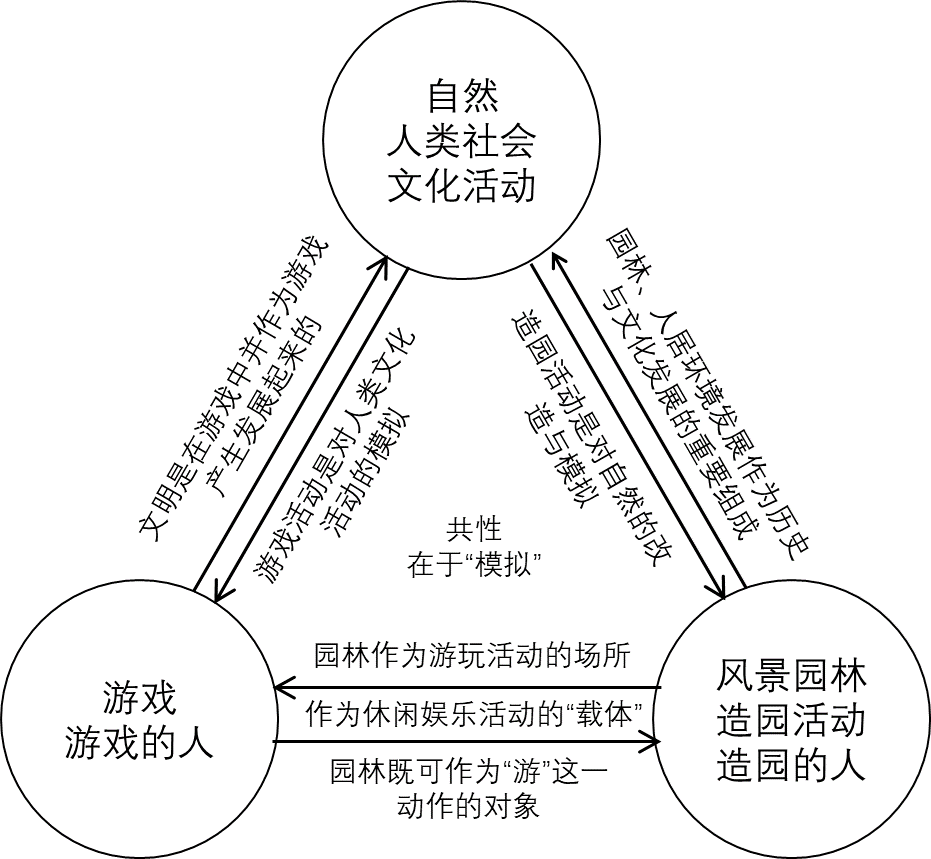 自然
人类社会
文化活动
文明是在游戏中并作为游戏
产生发展起来的
游戏活动是对人类文化
活动的模拟
造园活动是对自然的改
造与模拟
园林、人居环境发展作为历史
与文化发展的重要组成
共性
在于“模拟”
游戏
游戏的人
园林作为游玩活动的场所
作为休闲娱乐活动的“载体”
园林既可作为“游”这一
动作的对象
风景园林
造园活动
造园的人